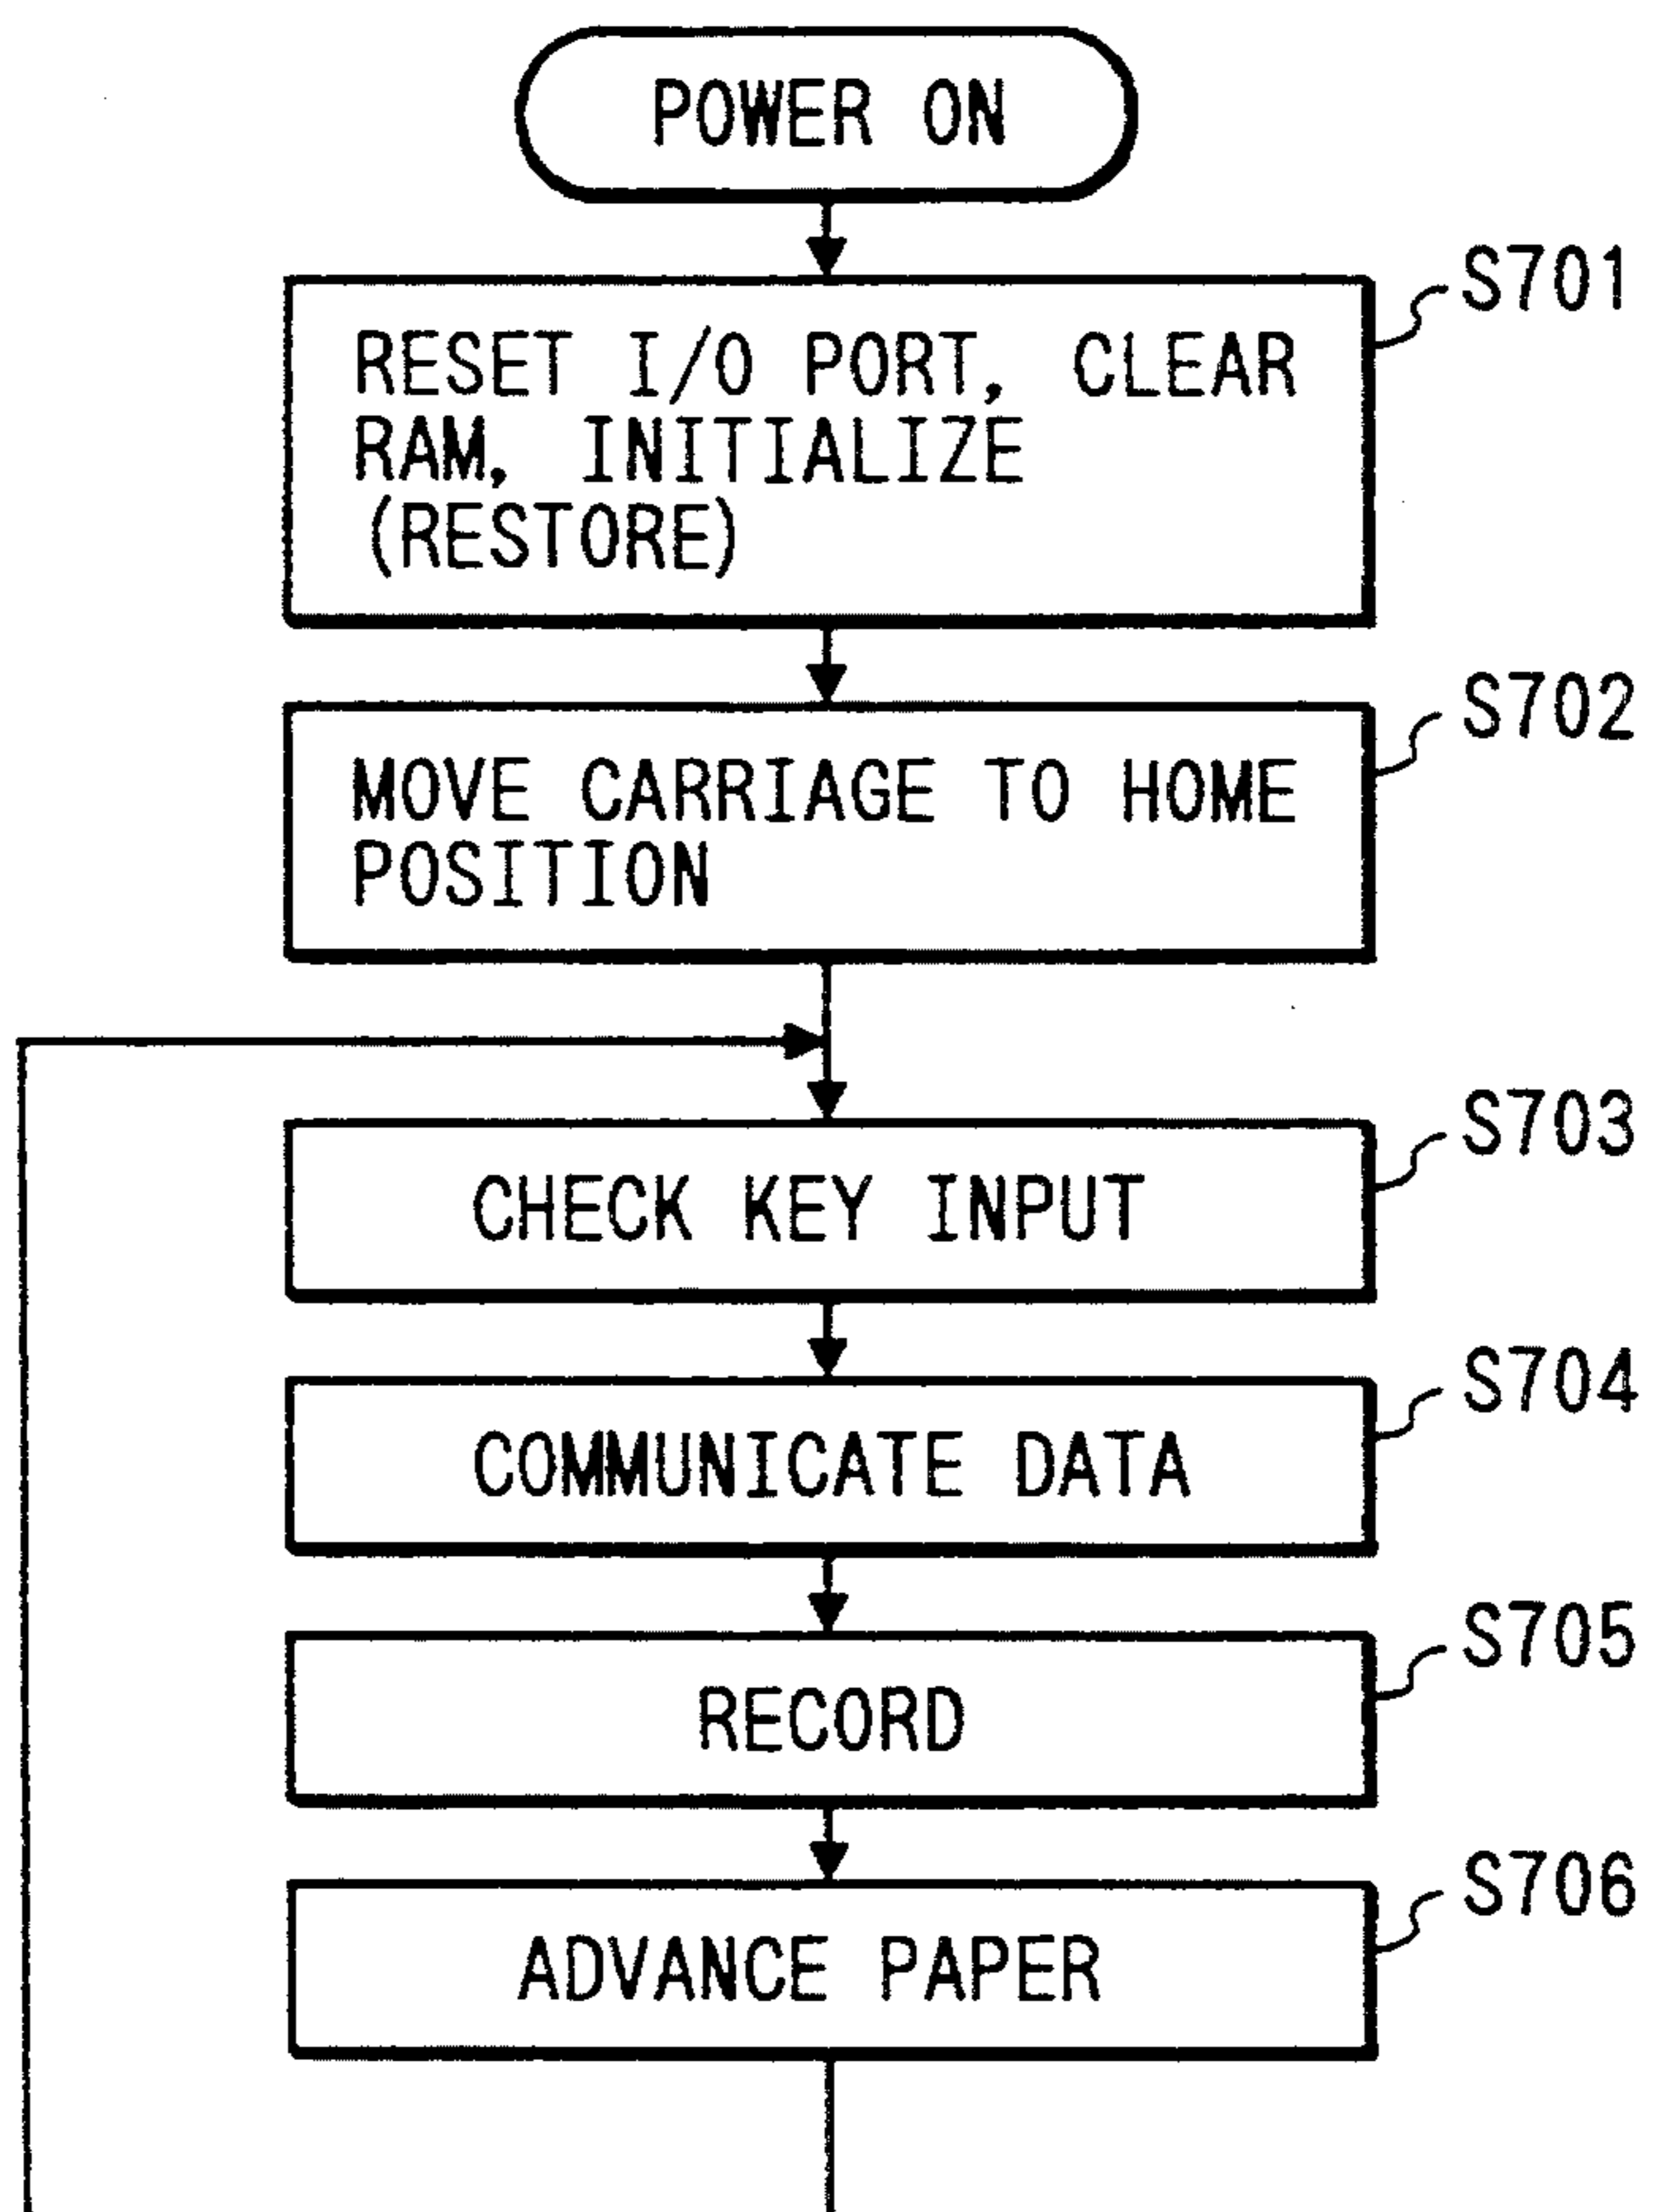 POWER ON
S701
RESET I/O PORT, CLEAR
RAM, INITIALIZE
(RESTORE)
S702
MOVE CARRIAGE TO HOME
POSITION
S703
CHECK KEY INPUT
S704
COMMUNICATE DATA
S705
RECORD
S706
ADVANCE PAPER